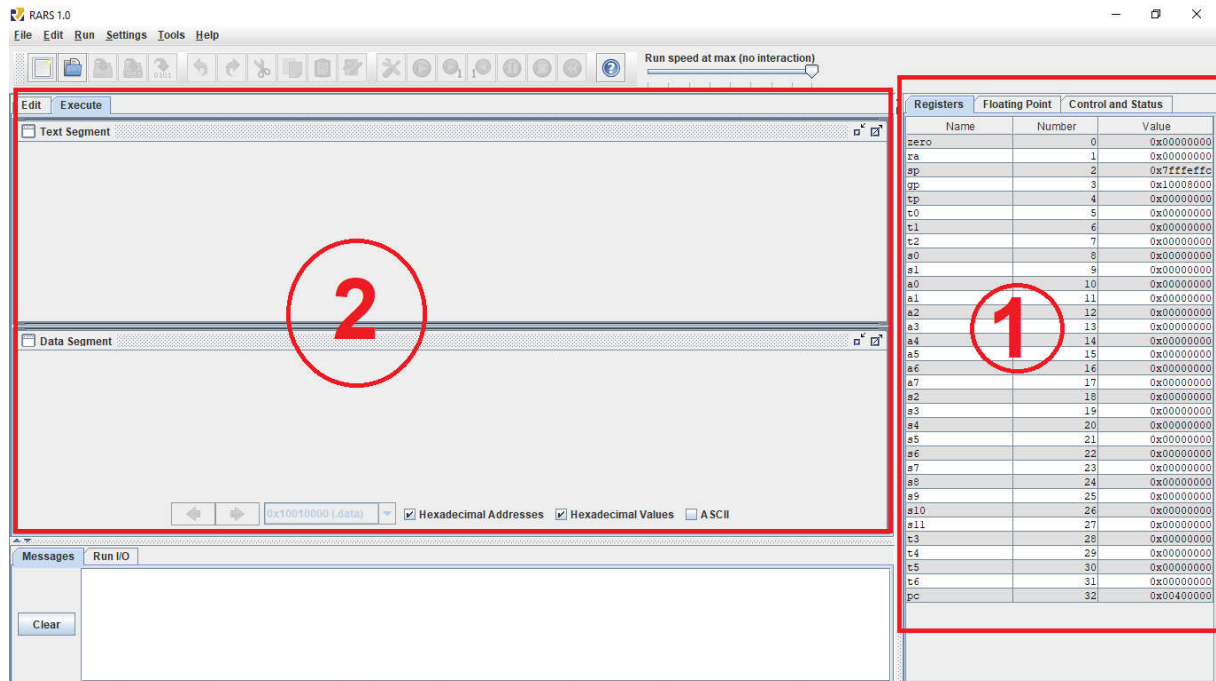 RARS 1.0
File Edit Run Settings Tools Help
Run speed at max (no interaction)
Edit Execute
Text Segment
2
Data Segment
0x10010000 (.data) Hexadecimal Addresses Hexadecimal Values ASCII
Messages Run I/O
Clear
Registers Floating Point Control and Status
Name Number Value
zero 0 0x00000000
ra 1 0x00000000
sp 2 0x7fffeffc
gp 3 0x10008000
tp 4 0x00000000
t0 5 0x00000000
t1 6 0x00000000
t2 7 0x00000000
s0 8 0x00000000
s1 9 0x00000000
a0 10 0x00000000
a1 11 0x00000000
a2 12 0x00000000
a3 13 0x00000000
a4 14 0x00000000
a5 15 0x00000000
a6 16 0x00000000
a7 17 0x00000000
s2 18 0x00000000
s3 19 0x00000000
s4 20 0x00000000
s5 21 0x00000000
s6 22 0x00000000
s7 23 0x00000000
s8 24 0x00000000
s9 25 0x00000000
s10 26 0x00000000
s11 27 0x00000000
t3 28 0x00000000
t4 29 0x00000000
t5 30 0x00000000
t6 31 0x00000000
pc 32 0x00400000
1